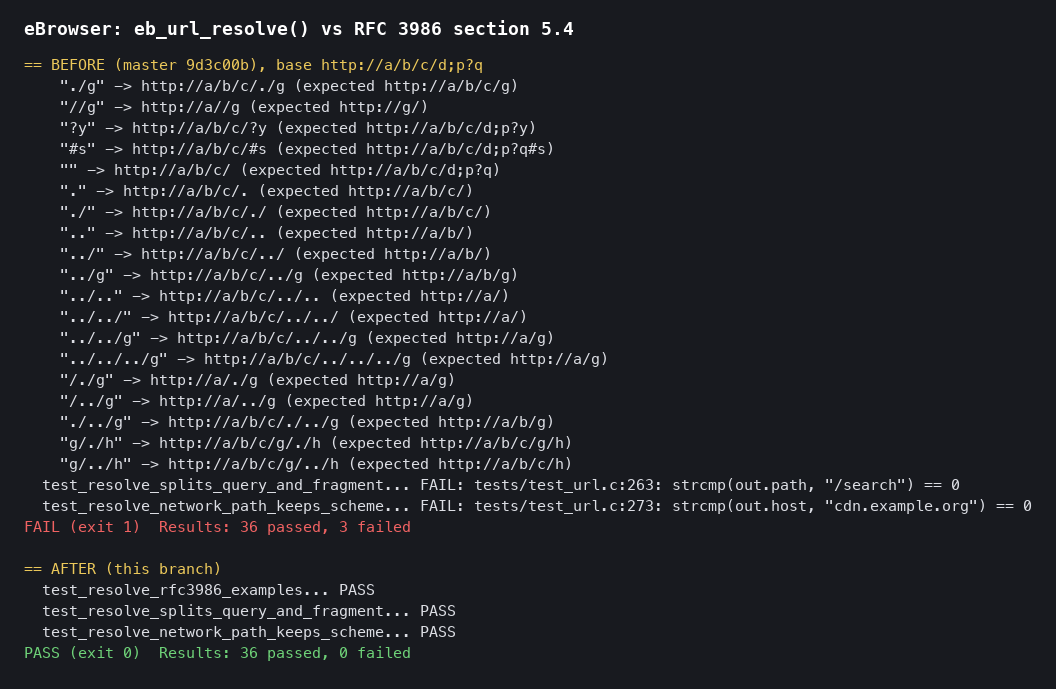 eBrowser: eb_url_resolve() vs RFC 3986 section 5.4
== BEFORE (master 9d3c00b), base http://a/b/c/d;p?q
"./g" -> http://a/b/c/./g (expected http://a/b/c/g)
"//g" -> http://a//g (expected http://g/)
"?y" -> http://a/b/c/?y (expected http://a/b/c/d;p?y)
"#s" -> http://a/b/c/#s (expected http://a/b/c/d;p?q#s)
"" -> http://a/b/c/ (expected http://a/b/c/d;p?q)
"." -> http://a/b/c/. (expected http://a/b/c/)
"./" -> http://a/b/c/./ (expected http://a/b/c/)
".." -> http://a/b/c/.. (expected http://a/b/)
"../" -> http://a/b/c/../ (expected http://a/b/)
"../g" -> http://a/b/c/../g (expected http://a/b/g)
"../.." -> http://a/b/c/../.. (expected http://a/)
"../../" -> http://a/b/c/../../ (expected http://a/)
"../../g" -> http://a/b/c/../../g (expected http://a/g)
"../../../g" -> http://a/b/c/../../../g (expected http://a/g)
"/./g" -> http://a/./g (expected http://a/g)
"/../g" -> http://a/../g (expected http://a/g)
"./../g" -> http://a/b/c/./../g (expected http://a/b/g)
"g/./h" -> http://a/b/c/g/./h (expected http://a/b/c/g/h)
"g/../h" -> http://a/b/c/g/../h (expected http://a/b/c/h)
test_resolve_splits_query_and_fragment... FAIL: tests/test_url.c:263: strcmp(out.path, "/search") == 0
test_resolve_network_path_keeps_scheme... FAIL: tests/test_url.c:273: strcmp(out.host, "cdn.example.org") == 0
FAIL (exit 1)  Results: 36 passed, 3 failed
== AFTER (this branch)
test_resolve_rfc3986_examples... PASS
test_resolve_splits_query_and_fragment... PASS
test_resolve_network_path_keeps_scheme... PASS
PASS (exit 0)  Results: 36 passed, 0 failed